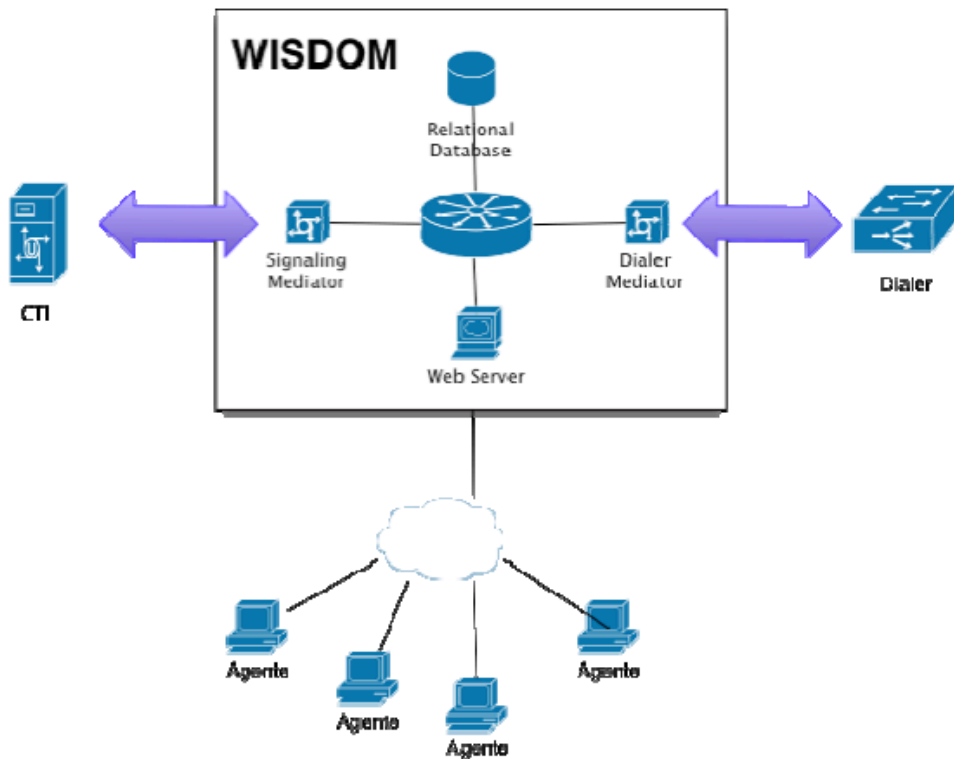 WISDOM
Relational
Database
Signaling
Mediator
Dialer
Mediator
CTI
Dialer
Web Server
Agente
Agente
Agente
Agente